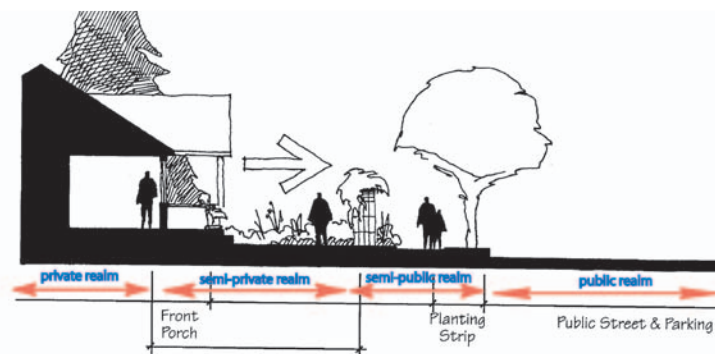 private realm
semi-private realm
semi-public realm
public realm
Front
Porch
Planting
Strip
Public Street & Parking